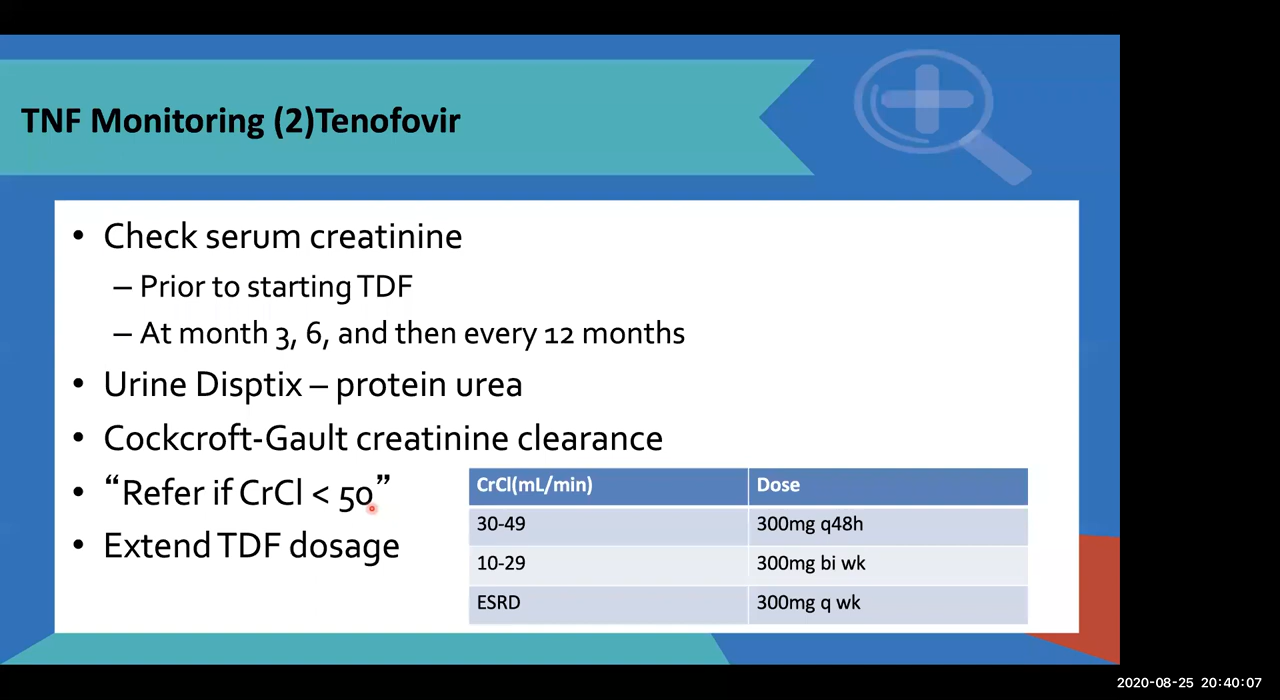 TNF Monitoring (2)Tenofovir
• Check serum creatinine
– Prior to starting TDF
– At month 3, 6, and then every 12 months
• Urine Disptix – protein urea
• Cockcroft-Gault creatinine clearance
• “Refer if CrCl < 50”
• Extend TDF dosage
CrCl(mL/min) Dose
30-49 300mg q48h
10-29 300mg bi wk
ESRD 300mg q wk
2020-08-25 20:40:07